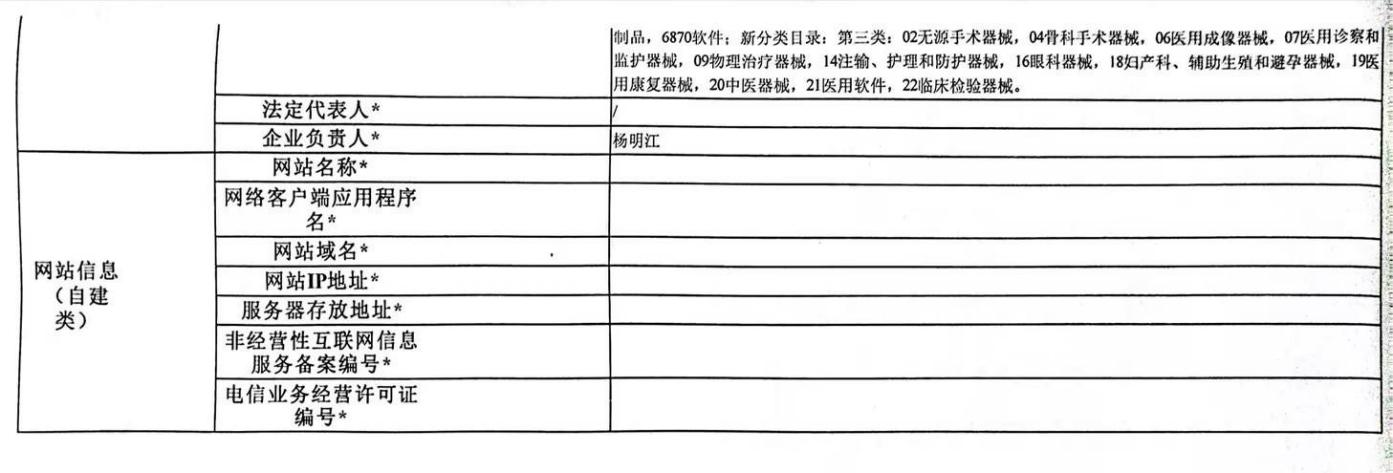 制品，6870软件；新分类目录：第三类：02无源手术器械，04骨科手术器械，06医用成像器械，07医用诊察和
监护器械，09物理治疗器械，14注输、护理和防护器械，16眼科器械，18妇产科、辅助生殖和避孕器械，19医
用康复器械，20中医器械，21医用软件，22临床检验器械。
法定代表人*
/
企业负责人*
杨明江
网站信息
（自建
类）
网站名称*
网络客户端应用程序
名*
网站域名*
网站IP地址*
服务器存放地址*
非经营性互联网信息
服务备案编号*
电信业务经营许可证
编号*